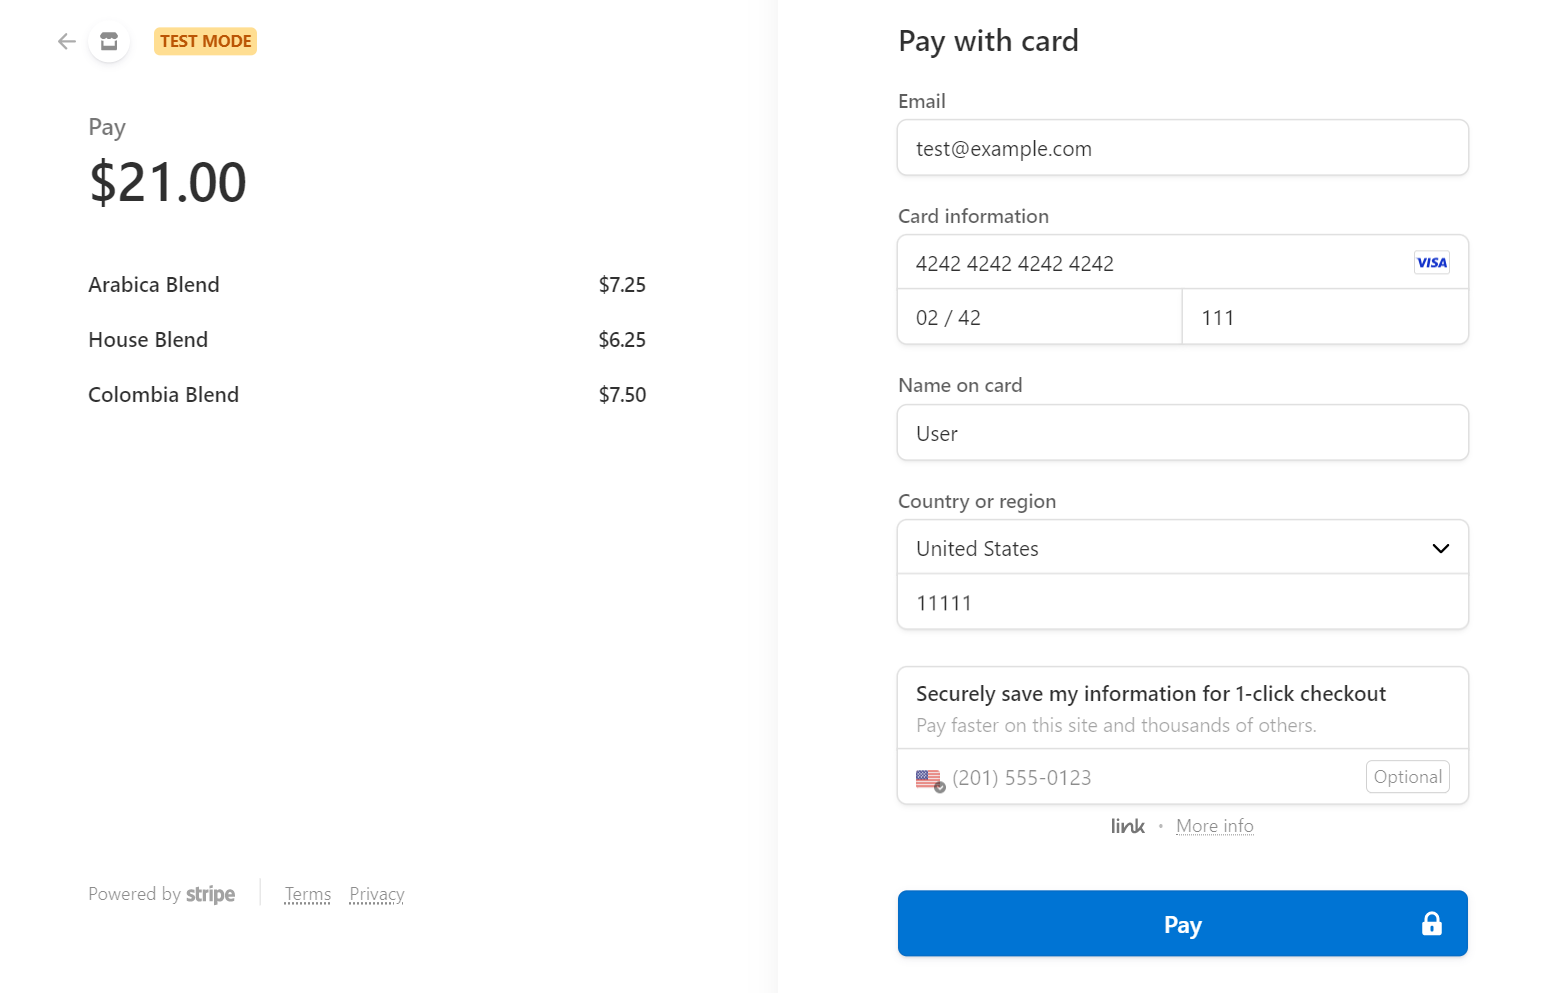 TEST MODE
Pay
$21.00
Arabica Blend $7.25
House Blend $6.25
Colombia Blend $7.50
Powered by stripe Terms Privacy
Pay with card
Email
test@example.com
Card information
4242 4242 4242 4242 VISA
02 / 42 111
Name on card
User
Country or region
United States
11111
Securely save my information for 1-click checkout
Pay faster on this site and thousands of others.
(201) 555-0123 Optional
link • More info
Pay